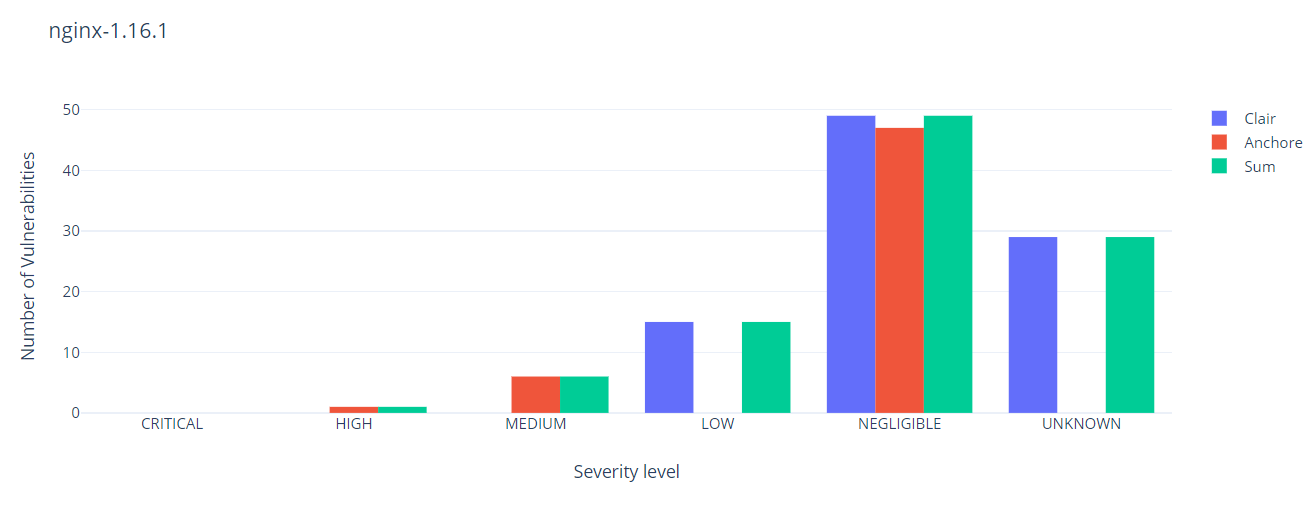 nginx-1.16.1
Number of Vulnerabilities
50
40
30
20
10
0
CRITICAL
HIGH
MEDIUM
LOW
NEGLIGIBLE
UNKNOWN
Severity level
Clair
Anchore
Sum